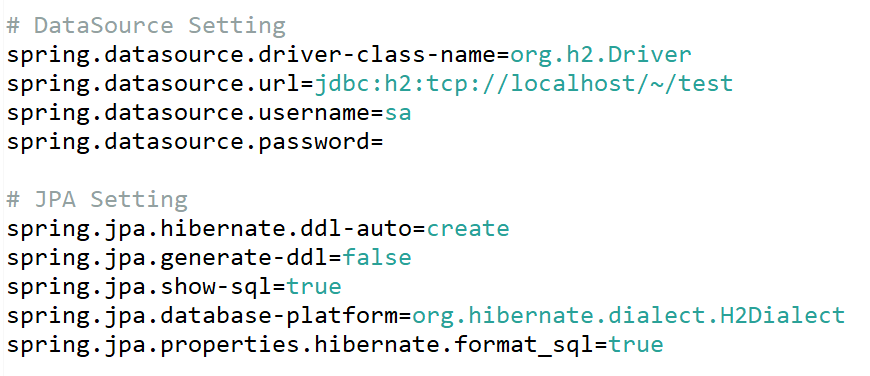 # DataSource Setting
spring.datasource.driver-class-name=org.h2.Driver
spring.datasource.url=jdbc:h2:tcp://localhost/~/test
spring.datasource.username=sa
spring.datasource.password=
# JPA Setting
spring.jpa.hibernate.ddl-auto=create
spring.jpa.generate-ddl=false
spring.jpa.show-sql=true
spring.jpa.database-platform=org.hibernate.dialect.H2Dialect
spring.jpa.properties.hibernate.format_sql=true